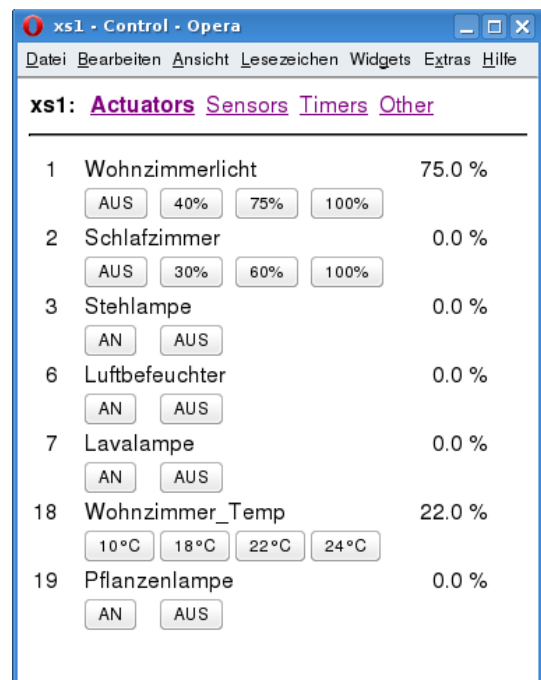 xs1 - Control - Opera
Datei Bearbeiten Ansicht Lesezeichen Widgets Extras Hilfe
xs1: Actuators Sensors Timers Other
1 Wohnzimmerlicht 75.0 %
AUS 40% 75% 100%
2 Schlafzimmer 0.0 %
AUS 30% 60% 100%
3 Stehlampe 0.0 %
AN AUS
6 Luftbefeuchter 0.0 %
AN AUS
7 Lavalampe 0.0 %
AN AUS
18 Wohnzimmer_Temp 22.0 %
10°C 18°C 22°C 24°C
19 Pflanzenlampe 0.0 %
AN AUS